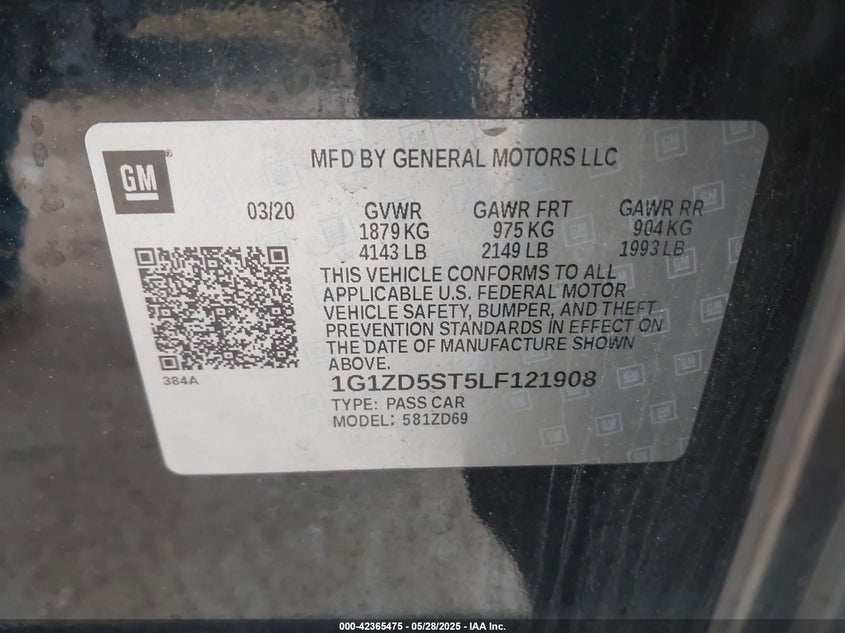 GM
MFD BY GENERAL MOTORS LLC
03/20 GVWR GAWR FRT GAWR RR
1879 KG 975 KG 904 KG
4143 LB 2149 LB 1993 LB
THIS VEHICLE CONFORMS TO ALL
APPLICABLE U.S. FEDERAL MOTOR
VEHICLE SAFETY, BUMPER, AND THEFT
PREVENTION STANDARDS IN EFFECT ON
THE DATE OF MANUFACTURE SHOWN
ABOVE.
384A
1G1ZD5ST5LF121908
TYPE: PASS CAR
MODEL: 581ZD69
000-42365475 - 05/28/2025 - IAA Inc.